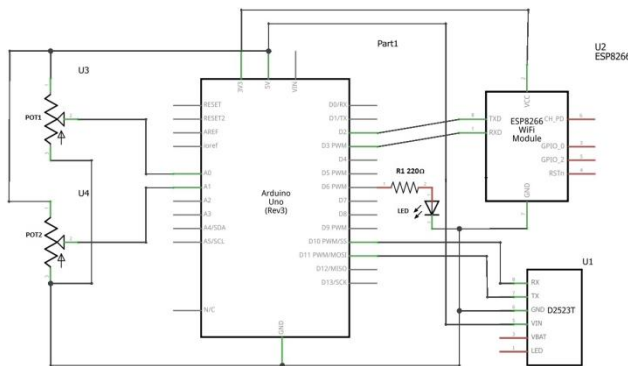 Part1
U2
ESP8266
U3
POT1
U4
POT2
3V3
5V
VIN
RESET
RESET2
AREF
ioref
A0
A1
A2
A3
A4/SDA
A5/SCL
N/C
Arduino
Uno
(Rev3)
D0/RX
D1/TX
D2
D3 PWM
D4
D5 PWM
D6 PWM
D7
D8
D9 PWM
D10 PWM/SS
D11 PWM/MOSI
D12/MISO
D13/SCK
GND
R1 220Ω
LED
VCC
TXD
RXD
ESP8266
WiFi
Module
CH_PD
GPIO_0
GPIO_2
RSTn
GND
U1
RX
TX
GND
VIN
VBAT
LED
D2523T